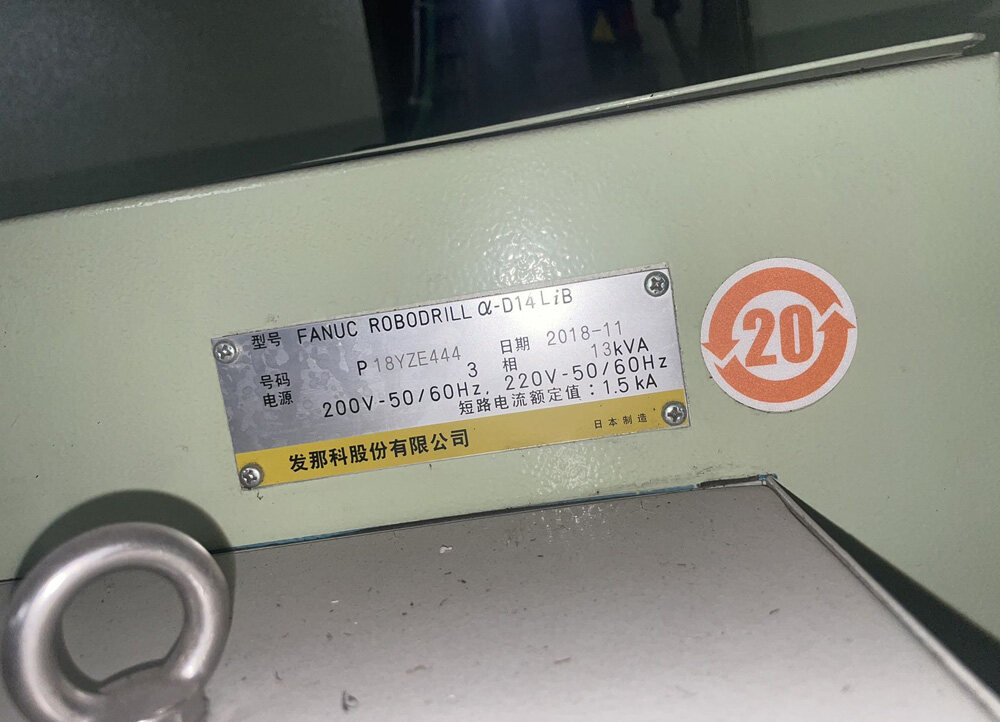 型号 FANUC ROBODRILL α-D14LiB
号码 P18YZE444 日期 2018-11
电源 3 相 13kVA
200V-50/60Hz, 220V-50/60Hz
短路电流额定值:1.5kA
发那科股份有限公司 日本制造
20